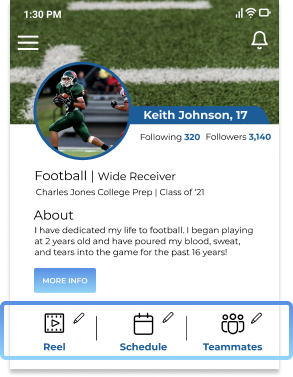 1:30 PM
Keith Johnson, 17
Following 320 Followers 3,140
Football | Wide Receiver
Charles Jones College Prep | Class of '21
About
I have dedicated my life to football. I began playing
at 2 years old and have poured my blood, sweat,
and tears into the game for the past 16 years!
MORE INFO
Reel Schedule Teammates